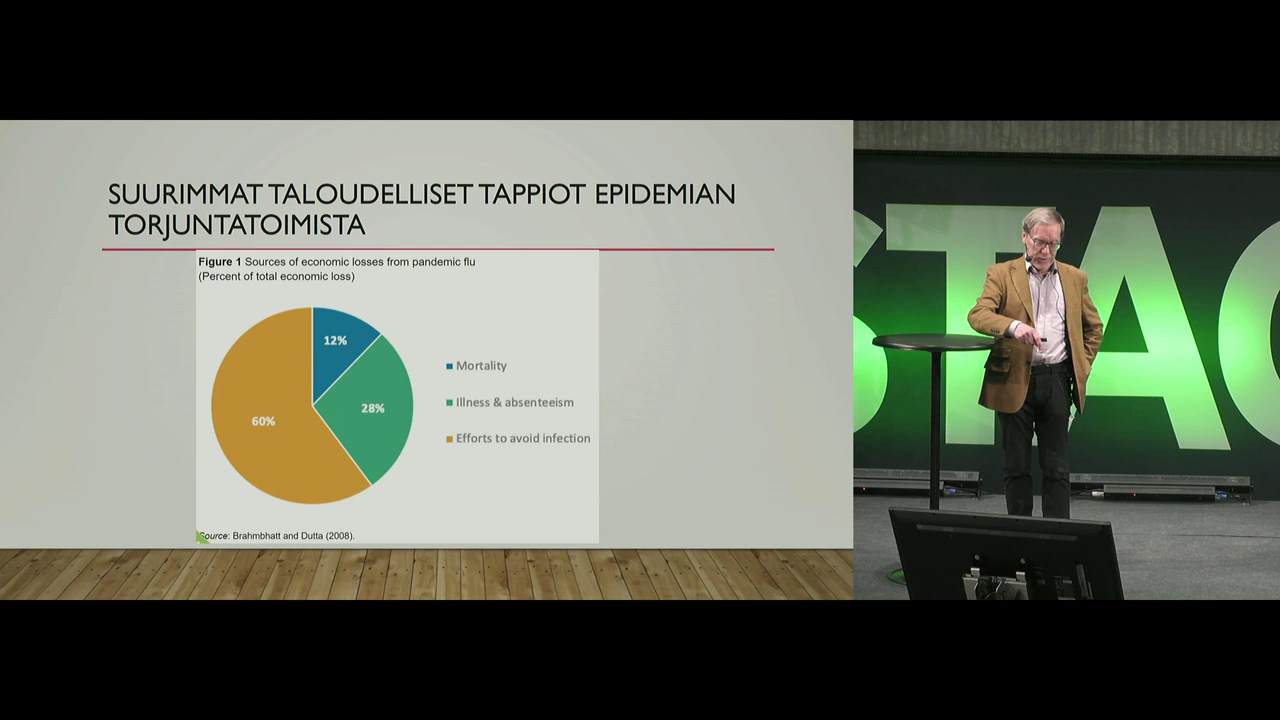 SUURIMMAT TALOUDELLISET TAPPIOT EPIDEMIAN
TORJUNTATOIMISTA
Figure 1 Sources of economic losses from pandemic flu
(Percent of total economic loss)
12%
28%
60%
Mortality
Illness & absenteeism
Efforts to avoid infection
Source: Brahmbhatt and Dutta (2008).
STA